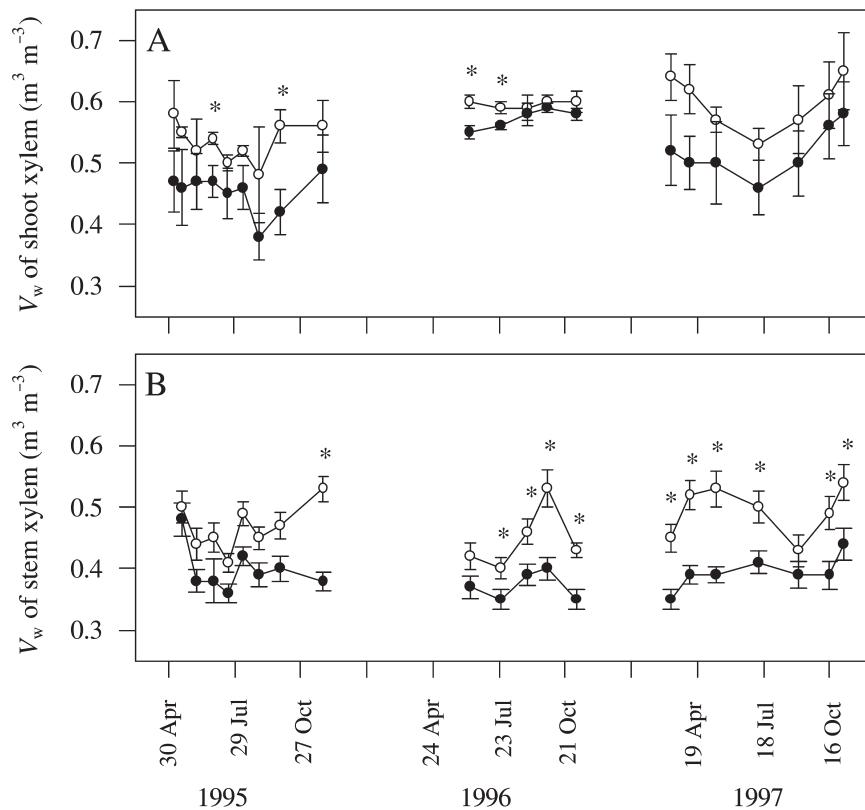 A
V_w of shoot xylem (m³ m⁻³)
0.7
0.6
0.5
0.4
0.3
* * * *
B
V_w of stem xylem (m³ m⁻³)
0.7
0.6
0.5
0.4
0.3
* * * * * * * * * * *
30 Apr 29 Jul 27 Oct 24 Apr 23 Jul 21 Oct 19 Apr 18 Jul 16 Oct
1995 1996 1997